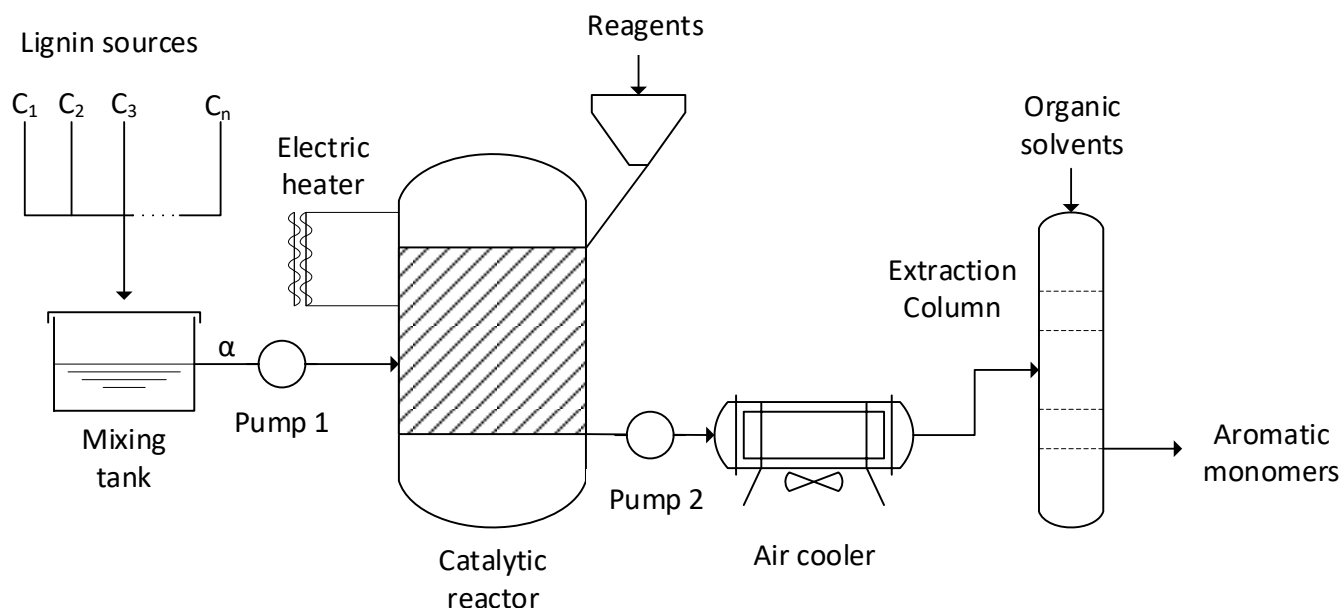 Lignin sources
C1 C2 C3 Cn
Reagents
Electric
heater
Organic
solvents
α
Pump 1
Mixing
tank
Catalytic
reactor
Pump 2
Air cooler
Extraction
Column
Aromatic
monomers